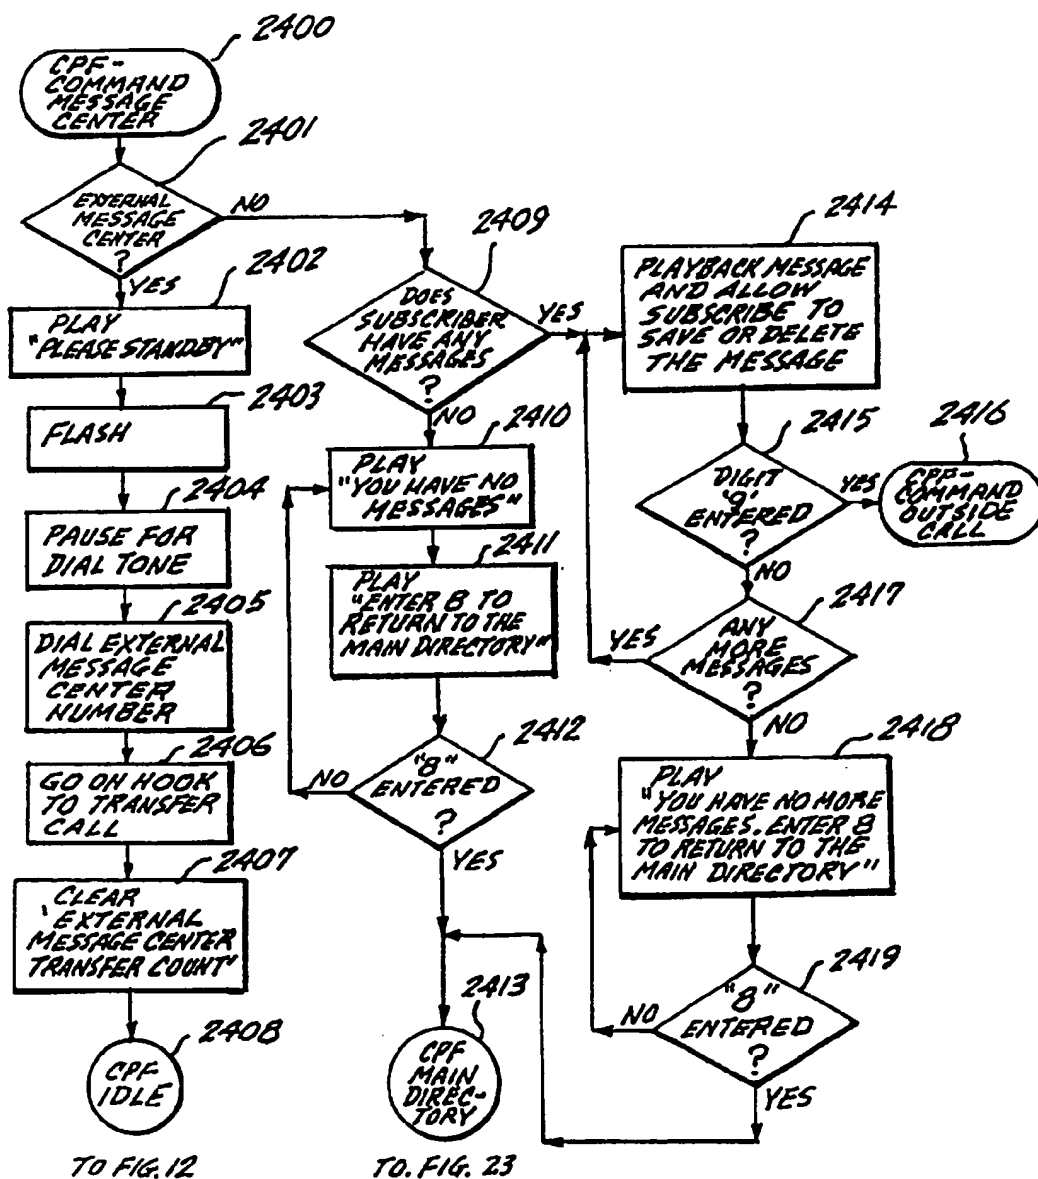 2400
CPF-
COMMAND
MESSAGE
CENTER
2401
EXTERNAL
MESSAGE
CENTER
?
NO
YES
2402
PLAY
"PLEASE STANDBY"
2403
FLASH
2404
PAUSE FOR
DIAL TONE
2405
DIAL EXTERNAL
MESSAGE
CENTER
NUMBER
2406
GO ON HOOK
TO TRANSFER
CALL
2407
CLEAR
'EXTERNAL
MESSAGE CENTER
TRANSFER COUNT'
2408
CPF
IDLE
TO FIG. 12
2409
DOES
SUBSCRIBER
HAVE ANY
MESSAGES
?
YES
NO
2410
PLAY
"YOU HAVE NO
MESSAGES"
2411
PLAY
"ENTER 8 TO
RETURN TO THE
MAIN DIRECTORY"
2412
"8"
ENTERED
?
NO
YES
2413
CPF
MAIN
DIREC-
TORY
TO. FIG. 23
2414
PLAYBACK MESSAGE
AND ALLOW
SUBSCRIBE TO
SAVE OR DELETE
THE MESSAGE
2415
DIGIT
'9'
ENTERED
?
YES
NO
2416
CPF-
COMMAND
OUTSIDE
CALL
2417
ANY
MORE
MESSAGES
?
YES
NO
2418
PLAY
"YOU HAVE NO MORE
MESSAGES. ENTER 8
TO RETURN TO THE
MAIN DIRECTORY"
2419
"8"
ENTERED
?
NO
YES